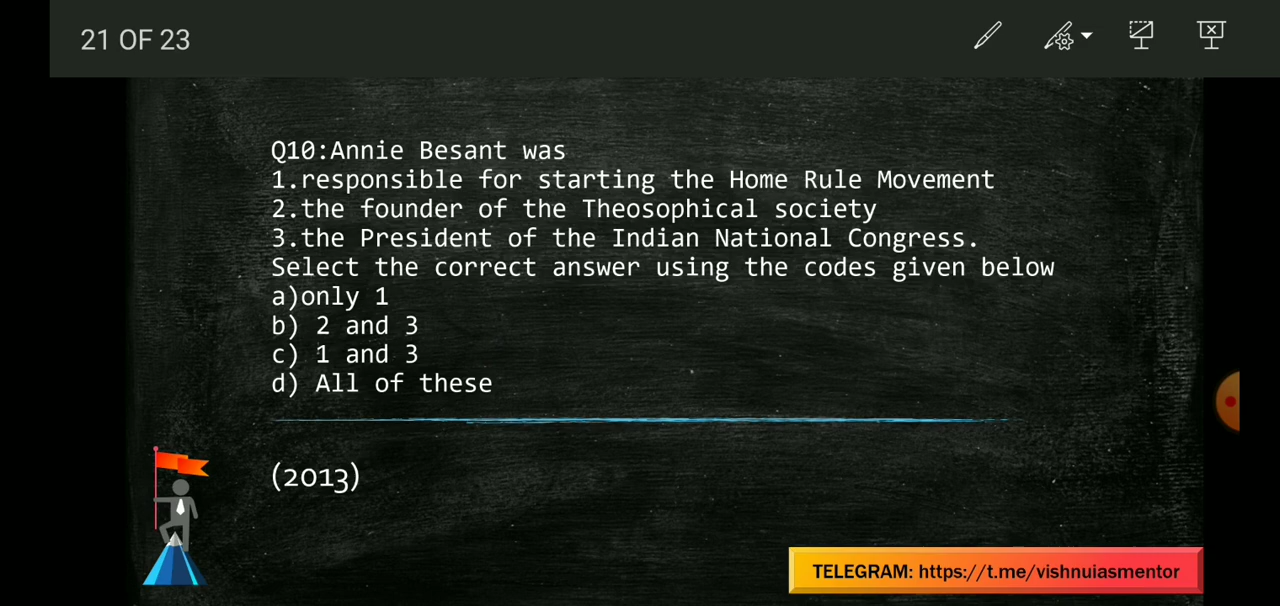 21 OF 23
Q10:Annie Besant was
1.responsible for starting the Home Rule Movement
2.the founder of the Theosophical society
3.the President of the Indian National Congress.
Select the correct answer using the codes given below
a)only 1
b) 2 and 3
c) 1 and 3
d) All of these
(2013)
TELEGRAM: https://t.me/vishnuiasmentor